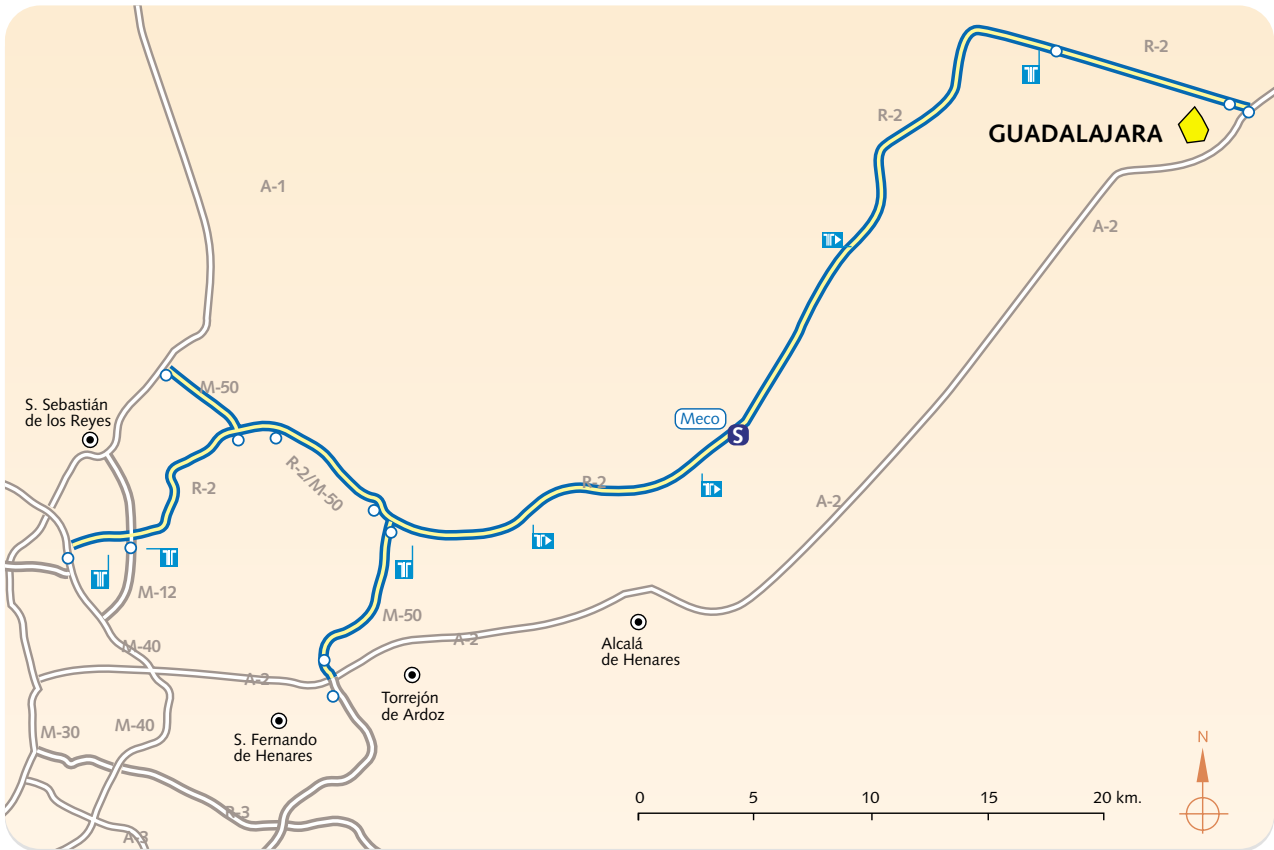 R-2
R-2
GUADALAJARA
A-1
A-2
M-50
S. Sebastián
de los Reyes
Meco
S
R-2/M-50
R-2
R-2
A-2
M-12
M-50
M-40
A-2
Alcalá
de Henares
A-2
Torrejón
de Ardoz
M-30
M-40
S. Fernando
de Henares
N
0 5 10 15 20 km.
R-3
A-3